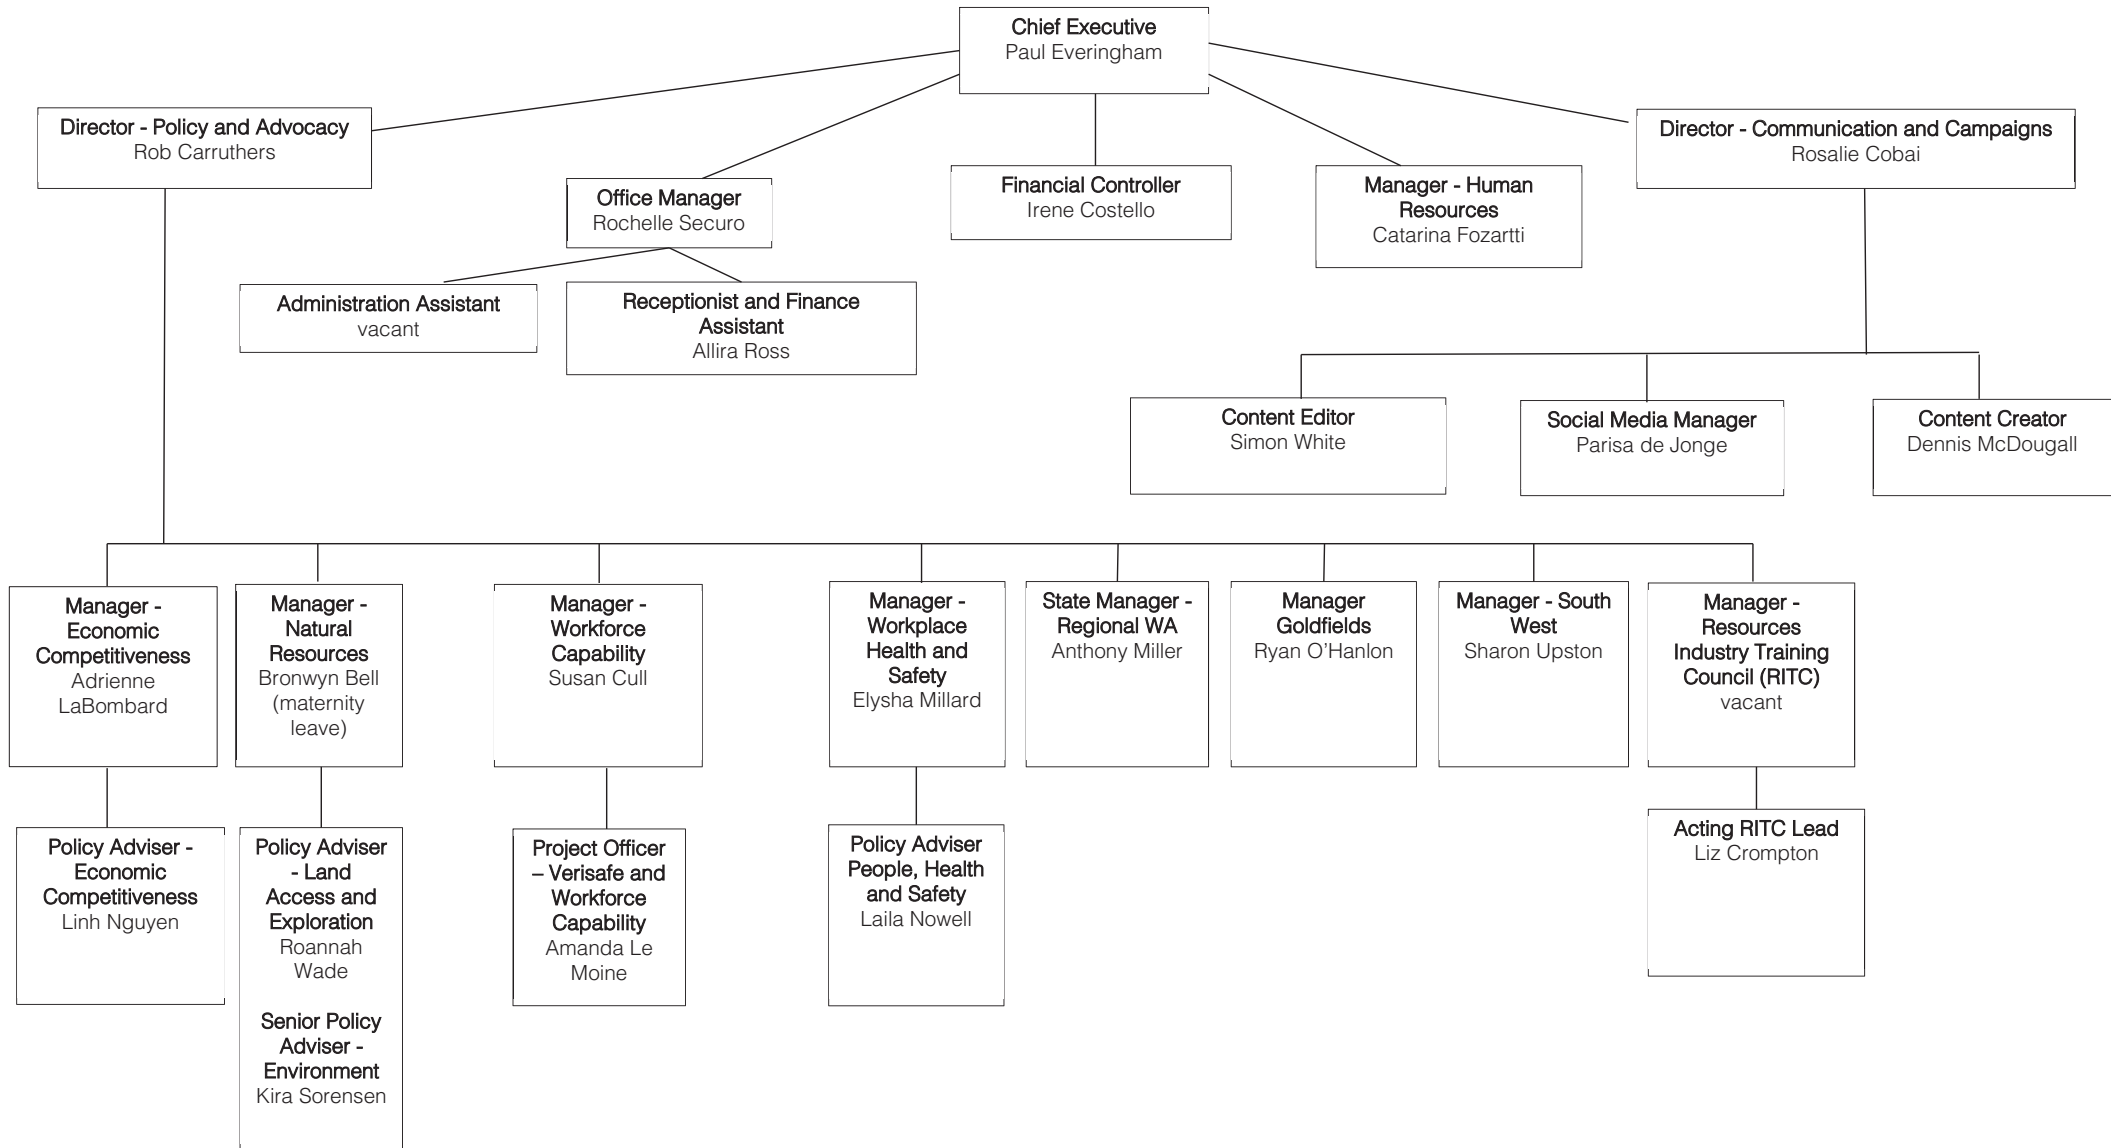 Chief Executive
Paul Everingham
Director - Policy and Advocacy
Rob Carruthers
Director - Communication and Campaigns
Rosalie Cobai
Office Manager
Rochelle Securo
Financial Controller
Irene Costello
Manager - Human
Resources
Catarina Fozartti
Administration Assistant
vacant
Receptionist and Finance
Assistant
Allira Ross
Content Editor
Simon White
Social Media Manager
Parisa de Jonge
Content Creator
Dennis McDougall
Manager -
Economic
Competitiveness
Adrienne
LaBombard
Manager -
Natural
Resources
Bronwyn Bell
(maternity
leave)
Manager -
Workforce
Capability
Susan Cull
Manager -
Workplace
Health and
Safety
Elysha Millard
State Manager -
Regional WA
Anthony Miller
Manager
Goldfields
Ryan O’Hanlon
Manager - South
West
Sharon Upston
Manager -
Resources
Industry Training
Council (RITC)
vacant
Policy Adviser -
Economic
Competitiveness
Linh Nguyen
Policy Adviser
- Land
Access and
Exploration
Roannah
Wade
Senior Policy
Adviser -
Environment
Kira Sorensen
Project Officer
– Verisafe and
Workforce
Capability
Amanda Le
Moine
Policy Adviser
People, Health
and Safety
Laila Nowell
Acting RITC Lead
Liz Crompton